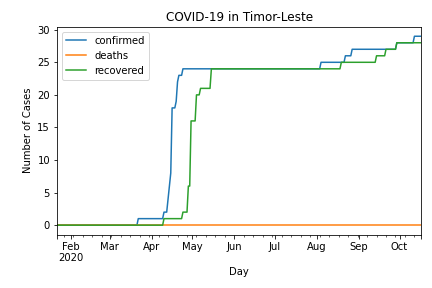 COVID-19 in Timor-Leste
confirmed
deaths
recovered
Number of Cases
30
25
20
15
10
5
0
Feb Mar Apr May Jun Jul Aug Sep Oct
2020
Day